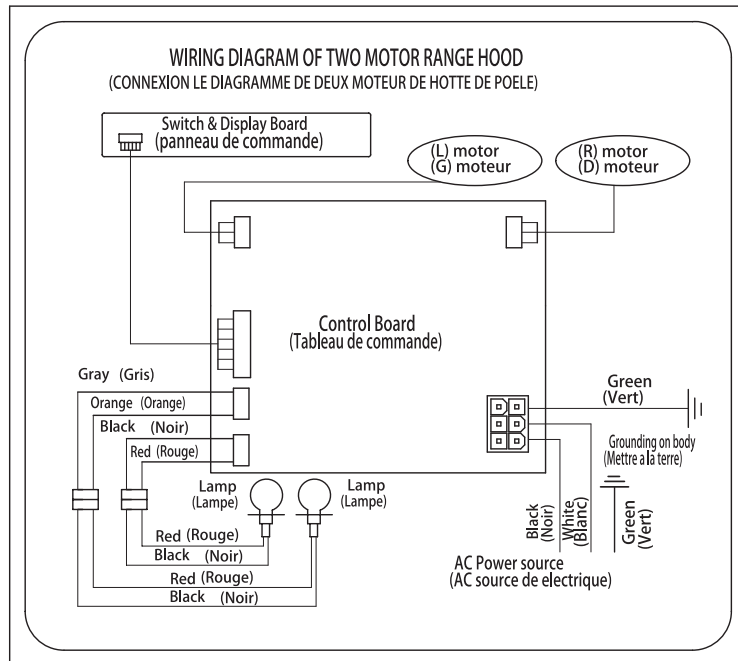 WIRING DIAGRAM OF TWO MOTOR RANGE HOOD
(CONNEXION LE DIAGRAMME DE DEUX MOTEUR DE HOTTE DE POELE)
Switch & Display Board
(panneau de commande)
(L) motor
(G) moteur
(R) motor
(D) moteur
Control Board
(Tableau de commande)
Gray (Gris)
Orange (Orange)
Black (Noir)
Red (Rouge)
Green
(Vert)
Grounding on body
(Mettre a la terre)
Lamp
(Lampe)
Lamp
(Lampe)
Red (Rouge)
Black (Noir)
Red (Rouge)
Black (Noir)
Black
(Noir)
White
(Blanc)
Green
(Vert)
AC Power source
(AC source de electrique)